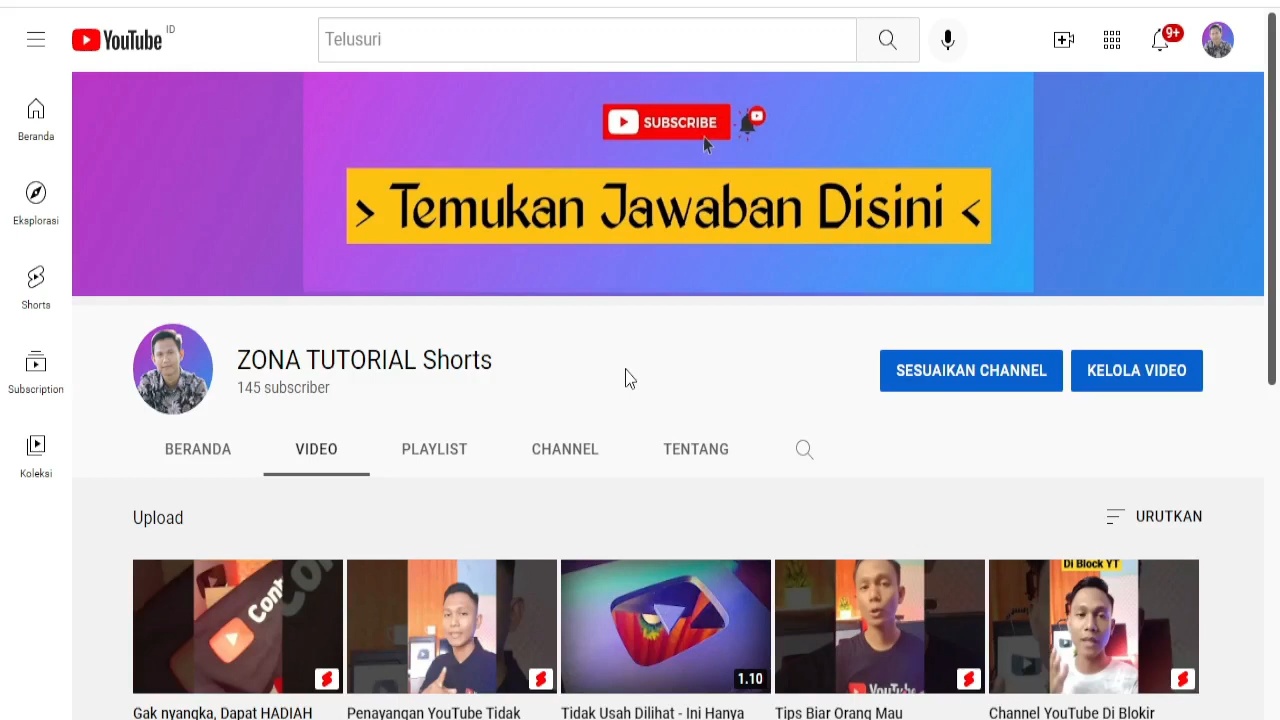 YouTube ID
Telusuri
9+
Beranda
Eksplorasi
Shorts
Subscription
Koleksi
SUBSCRIBE
> Temukan Jawaban Disini <
ZONA TUTORIAL Shorts
145 subscriber
SESUAIKAN CHANNEL
KELOLA VIDEO
BERANDA VIDEO PLAYLIST CHANNEL TENTANG
Upload
URUTKAN
Di Block YT
1.10
Gak nyangka, Dapat HADIAH
Penayangan YouTube Tidak
Tidak Usah Dilihat - Ini Hanya
Tips Biar Orang Mau
Channel YouTube Di Blokir